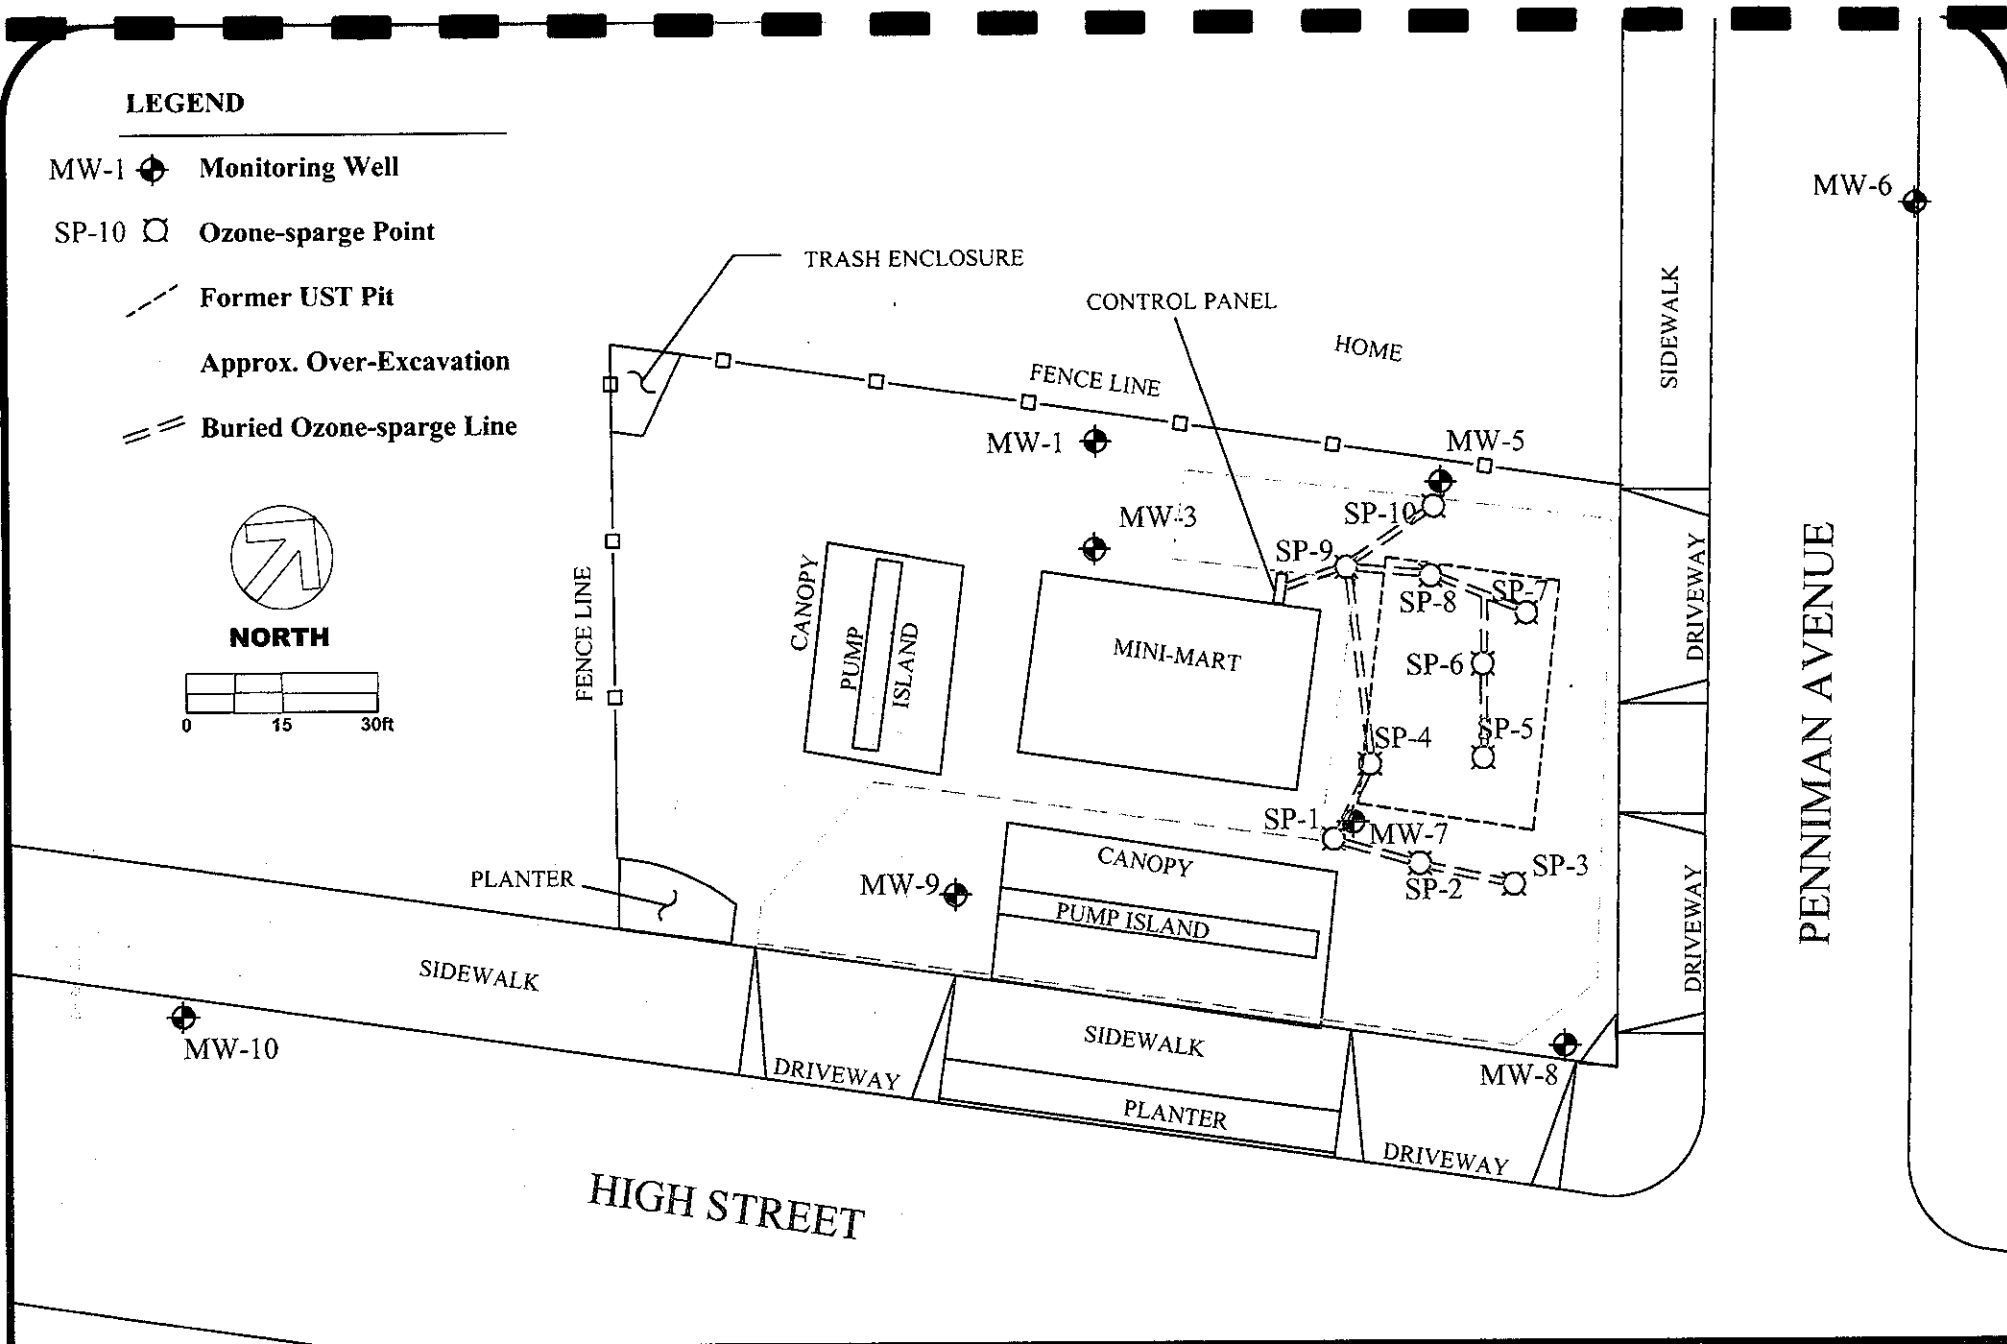 LEGEND
MW-1 Monitoring Well
SP-10 Ozone-sparge Point
Former UST Pit
Approx. Over-Excavation
Buried Ozone-sparge Line
NORTH
0 15 30ft
MW-6
TRASH ENCLOSURE
CONTROL PANEL
HOME
SIDEWALK
FENCE LINE
MW-1
MW-5
MW-3
SP-10
SP-9
SP-8
SP-7
CANOPY
PUMP
ISLAND
MINI-MART
SP-6
DRIVEWAY
FENCE LINE
SP-5
SP-4
PENNIMAN AVENUE
SP-1
MW-7
SP-3
SP-2
CANOPY
PLANTER
MW-9
PUMP ISLAND
DRIVEWAY
SIDEWALK
SIDEWALK
MW-10
MW-8
DRIVEWAY
PLANTER
DRIVEWAY
HIGH STREET